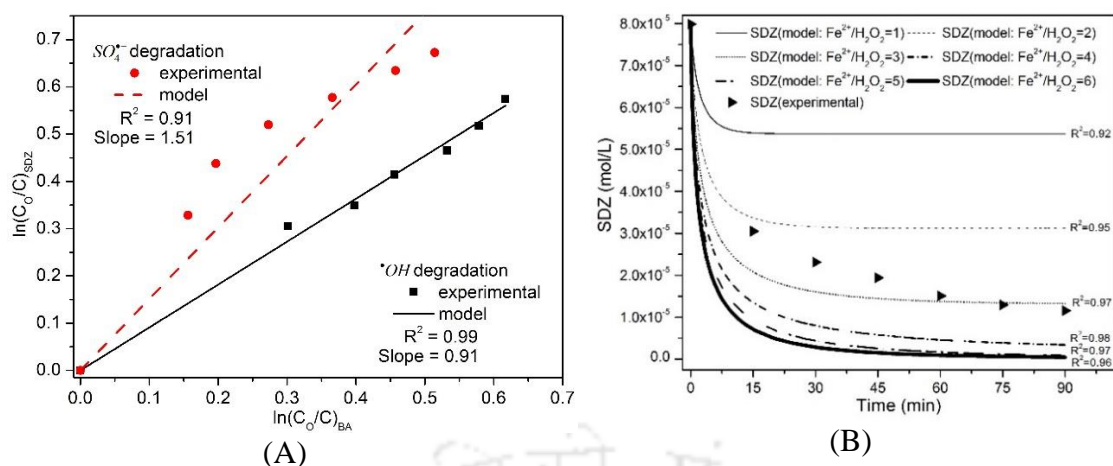 0.7
0.6
0.5
0.4
0.3
0.2
0.1
0.0
ln(C₀/C)SDZ
SO₄•− degradation
experimental
model
R² = 0.91
Slope = 1.51
•OH degradation
experimental
model
R² = 0.99
Slope = 0.91
0.0 0.1 0.2 0.3 0.4 0.5 0.6 0.7
ln(C₀/C)BA
(A)
B
8.0x10⁻⁵
7.0x10⁻⁵
6.0x10⁻⁵
5.0x10⁻⁵
4.0x10⁻⁵
3.0x10⁻⁵
2.0x10⁻⁵
1.0x10⁻⁵
0.0
SDZ (mol/L)
SDZ(model: Fe²⁺/H₂O₂=1) SDZ(model: Fe²⁺/H₂O₂=2)
SDZ(model: Fe²⁺/H₂O₂=3) SDZ(model: Fe²⁺/H₂O₂=4)
SDZ(model: Fe²⁺/H₂O₂=5) SDZ(model: Fe²⁺/H₂O₂=6)
SDZ(experimental)
R²=0.92
R²=0.95
R²=0.97
R²=0.98
R²=0.97
R²=0.96
0 15 30 45 60 75 90
Time (min)
(B)